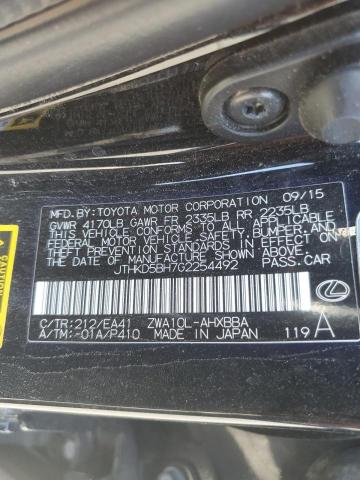 MFD.BY:TOYOTA MOTOR CORPORATION 09/15
GVWR 4170LB GAWR FR 2335LB RR 2235LB
THIS VEHICLE CONFORMS TO ALL APPLICABLE
FEDERAL MOTOR VEHICLE SAFETY, BUMPER, AND
THEFT PREVENTION STANDARDS IN EFFECT ON
THE DATE OF MANUFACTURE SHOWN ABOVE.
JTHKD5BH7G2254492 PASS.CAR
C/TR:212/EA41 ZWA10L-AHXBBA
A/TM:-01A/P410 MADE IN JAPAN 119 A
CAUTION